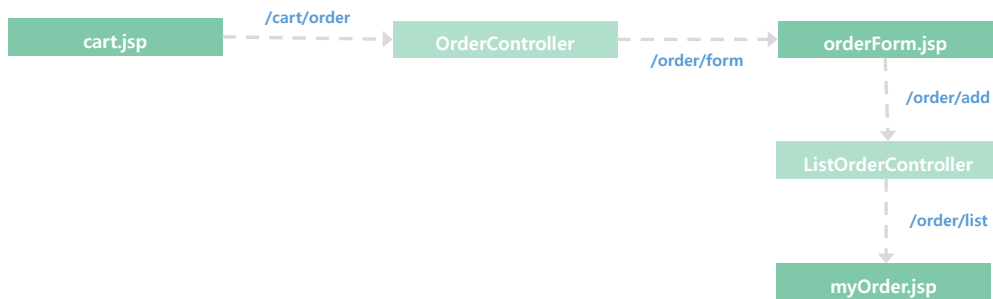 /cart/order
cart.jsp
OrderController
orderForm.jsp
/order/form
/order/add
ListOrderController
/order/list
myOrder.jsp